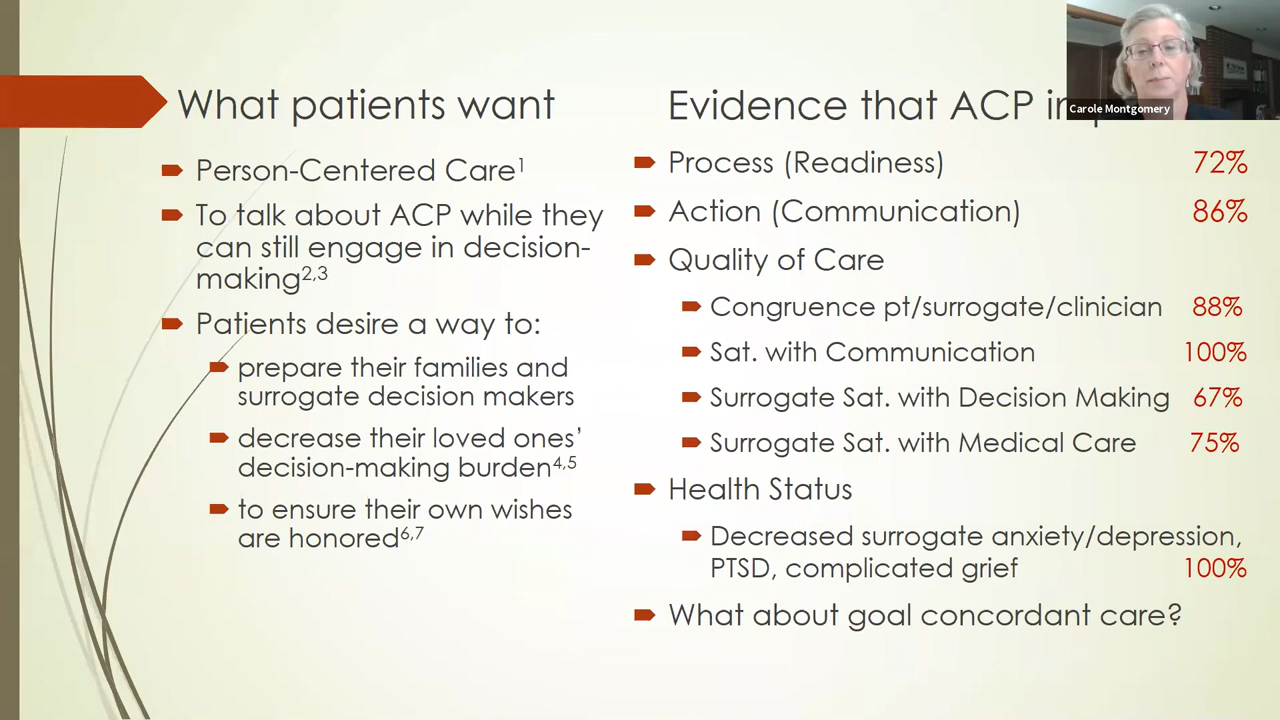 What patients want
Person-Centered Care¹
To talk about ACP while they
can still engage in decision-
making²,³
Patients desire a way to:
prepare their families and
surrogate decision makers
decrease their loved ones’
decision-making burden⁴,⁵
to ensure their own wishes
are honored⁶,⁷
Evidence that ACP
Carole Montgomery
Process (Readiness) 72%
Action (Communication) 86%
Quality of Care
Congruence pt/surrogate/clinician 88%
Sat. with Communication 100%
Surrogate Sat. with Decision Making 67%
Surrogate Sat. with Medical Care 75%
Health Status
Decreased surrogate anxiety/depression,
PTSD, complicated grief 100%
What about goal concordant care?